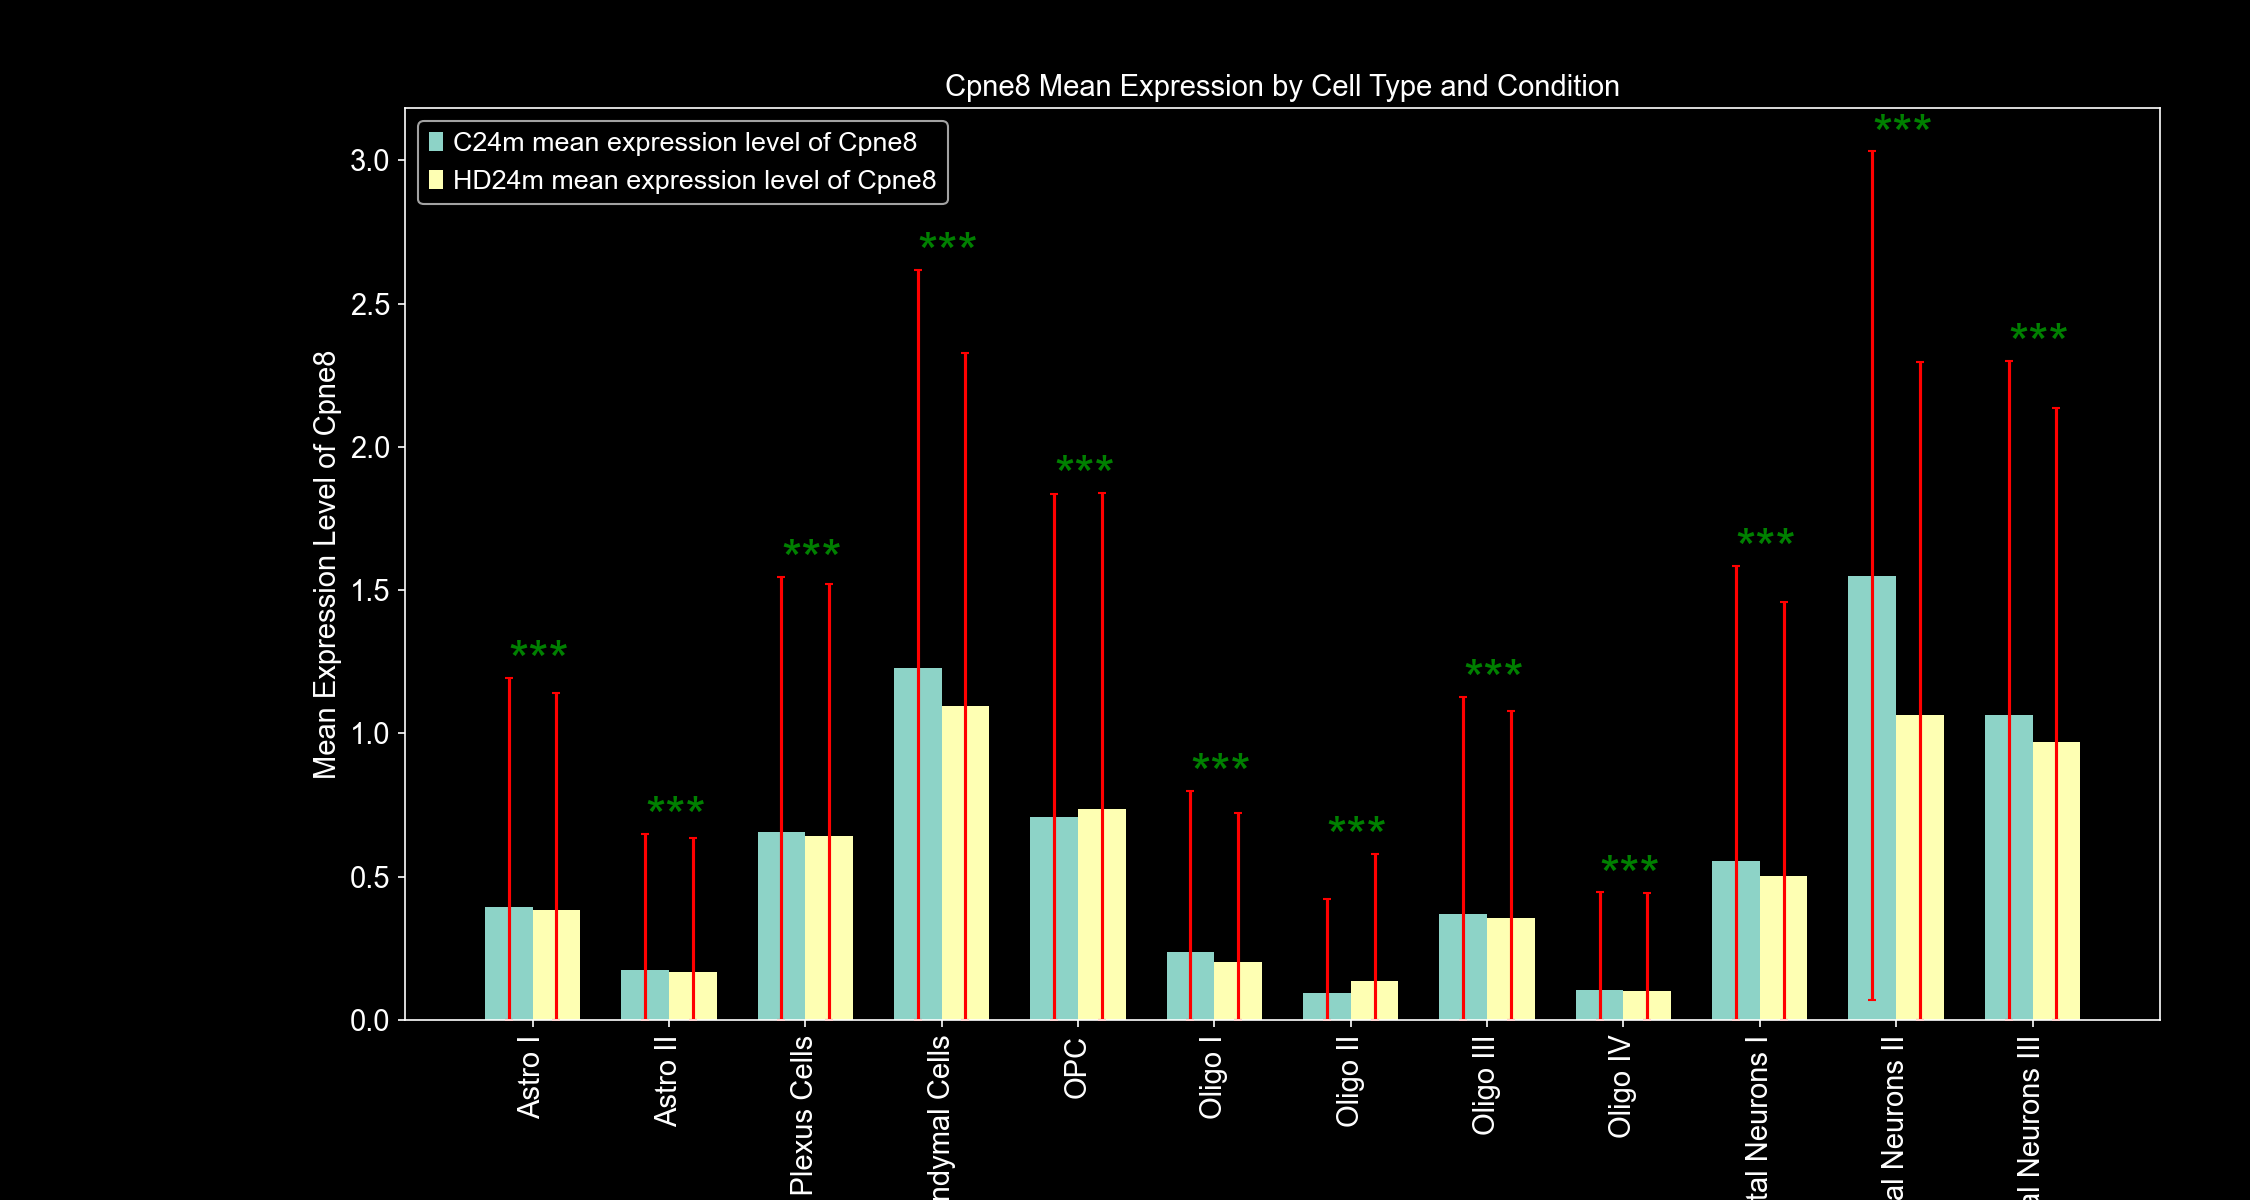 Cpne8 Mean Expression by Cell Type and Condition
C24m mean expression level of Cpne8
HD24m mean expression level of Cpne8
Mean Expression Level of Cpne8
3.0
2.5
2.0
1.5
1.0
0.5
0.0
***
***
***
***
***
***
***
***
***
***
***
***
Astro I
Astro II
Plexus Cells
ndymal Cells
OPC
Oligo I
Oligo II
Oligo III
Oligo IV
tal Neurons I
al Neurons II
al Neurons III